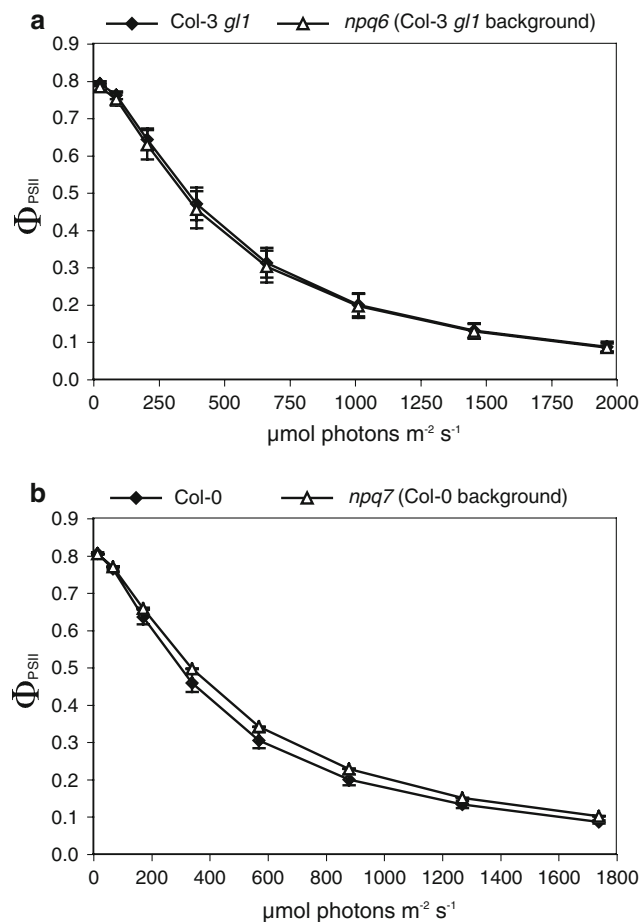 a
Col-3 gl1 npq6 (Col-3 gl1 background)
0.9
0.8
0.7
0.6
0.5
0.4
0.3
0.2
0.1
0.0
ΦPSII
0 250 500 750 1000 1250 1500 1750 2000
µmol photons m⁻² s⁻¹
b
Col-0 npq7 (Col-0 background)
0.9
0.8
0.7
0.6
0.5
0.4
0.3
0.2
0.1
0.0
ΦPSII
0 200 400 600 800 1000 1200 1400 1600 1800
µmol photons m⁻² s⁻¹